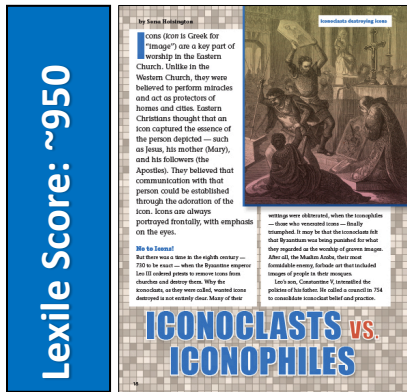 Lexile Score: ~950
by Sona Hoisington
Iconoclasts destroying icons
Icons (Icon is Greek for
"image") are a key part of
worship in the Eastern
Church. Unlike in the
Western Church, they were
believed to perform miracles
and act as protectors of
homes and cities. Eastern
Christians thought that an
icon captured the essence of
the person depicted — such
as Jesus, his mother (Mary),
and his followers (the
Apostles). They believed that
communication with that
person could be established
through the adoration of the
icon. Icons are always
portrayed frontally, with emphasis
on the eyes.
No to Icons!
But there was a time in the eighth century —
730 to be exact — when the Byzantine emperor
Leo III ordered priests to remove icons from
churches and destroy them. Why the
iconoclasts, as they were called, wanted icons
destroyed is not entirely clear. Many of their
writings were obliterated, when the iconophiles
— those who venerated icons — finally
triumphed. It may be that the iconoclasts felt
that Byzantium was being punished for what
they regarded as the worship of graven images.
After all, the Muslim Arabs, their most
formidable enemy, forbade art that included
images of people in their mosques.
Leo's son, Constantine V, intensified the
policies of his father. He called a council in 754
to consolidate iconoclast belief and practice.
ICONOCLASTS VS.
ICONOPHILES